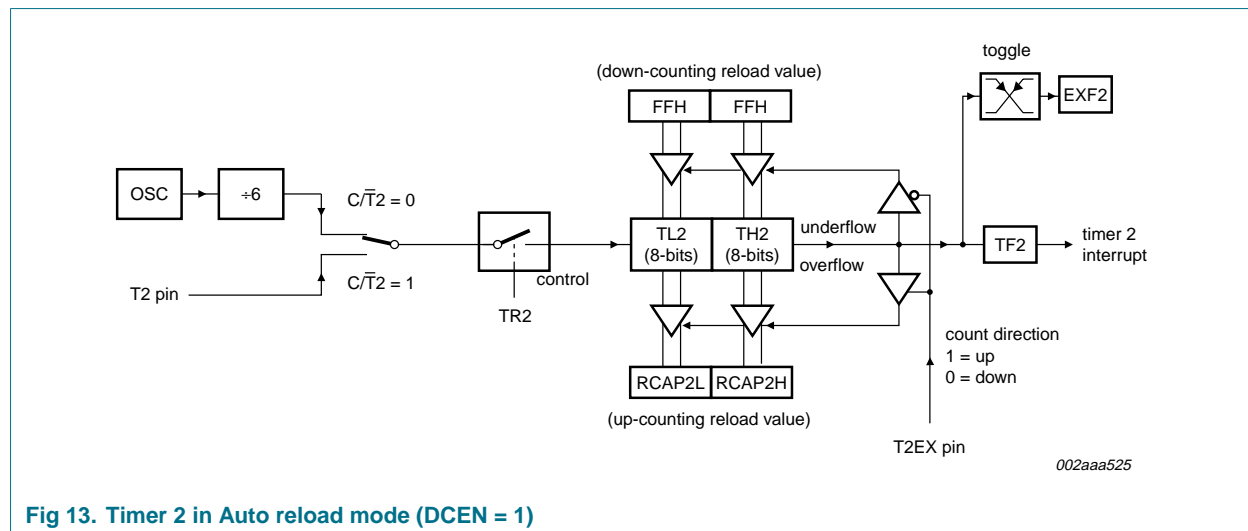 toggle
(down-counting reload value)
FFH FFH EXF2
OSC ÷6 C/T̅2 = 0
TL2 (8-bits) TH2 (8-bits) underflow
overflow TF2 timer 2 interrupt
control
C/T̅2 = 1
T2 pin
TR2
count direction
1 = up
0 = down
RCAP2L RCAP2H
(up-counting reload value)
T2EX pin
002aaa525
Fig 13. Timer 2 in Auto reload mode (DCEN = 1)